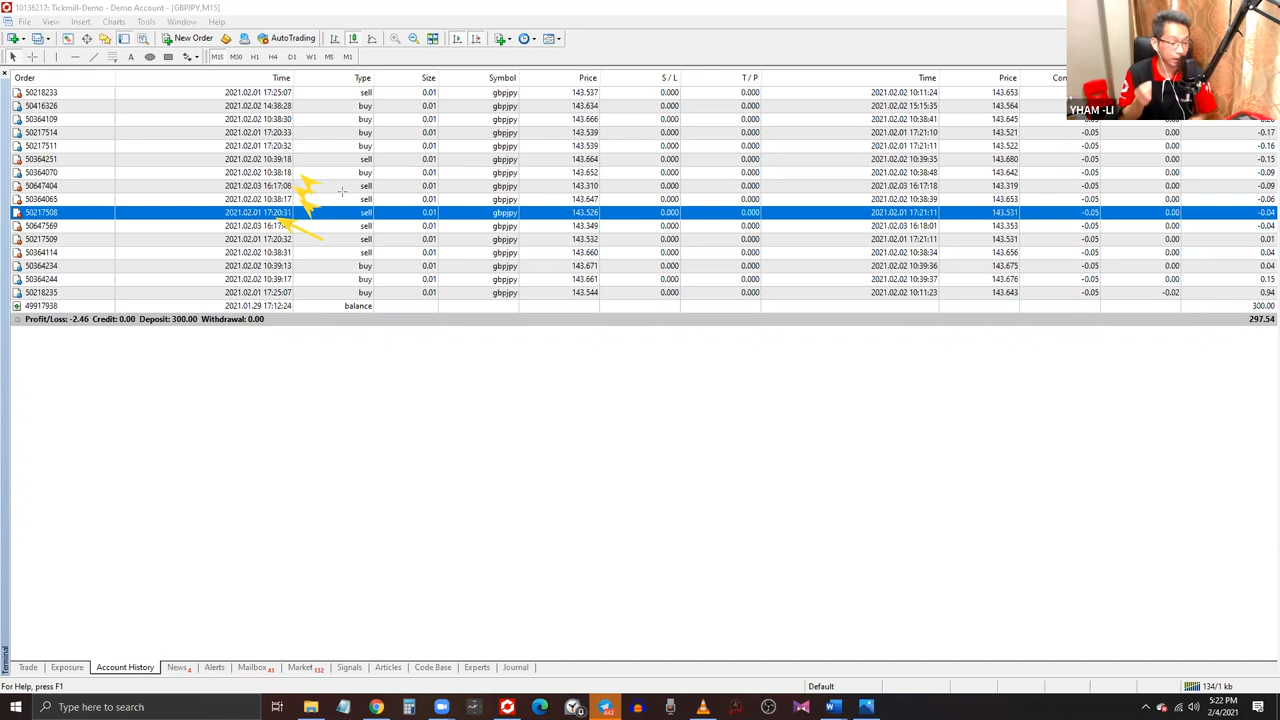 10136217: Tickmill-Demo - Demo Account - [GBPJPY,M15]
File View Insert Charts Tools Window Help
New Order AutoTrading
M15 M30 H1 H4 D1 W1 M5 M1
Order Time Type Size Symbol Price S / L T / P Time Price
50218233 2021.02.01 17:25:07 sell 0.01 gbpjpy 143.537 0.000 0.000 2021.02.02 10:11:24 143.653
50416326 2021.02.02 14:38:28 buy 0.01 gbpjpy 143.634 0.000 0.000 2021.02.02 15:15:35 143.564
50364109 2021.02.02 10:38:30 buy 0.01 gbpjpy 143.666 0.000 0.000 2021.02.02 10:38:41 143.645
50217514 2021.02.01 17:20:33 buy 0.01 gbpjpy 143.539 0.000 0.000 2021.02.01 17:21:10 143.521 -0.05 0.00 -0.17
50217511 2021.02.01 17:20:32 buy 0.01 gbpjpy 143.539 0.000 0.000 2021.02.01 17:21:11 143.522 -0.05 0.00 -0.16
50364251 2021.02.02 10:39:18 sell 0.01 gbpjpy 143.664 0.000 0.000 2021.02.02 10:39:35 143.680 -0.05 0.00 -0.15
50364070 2021.02.02 10:38:18 buy 0.01 gbpjpy 143.652 0.000 0.000 2021.02.02 10:38:48 143.642 -0.05 0.00 -0.09
50647404 2021.02.03 16:17:08 sell 0.01 gbpjpy 143.310 0.000 0.000 2021.02.03 16:17:18 143.319 -0.05 0.00 -0.09
50364065 2021.02.02 10:38:17 sell 0.01 gbpjpy 143.647 0.000 0.000 2021.02.02 10:38:39 143.653 -0.05 0.00 -0.06
50217508 2021.02.01 17:20:31 sell 0.01 gbpjpy 143.526 0.000 0.000 2021.02.01 17:21:11 143.531 -0.05 0.00 -0.04
50647569 2021.02.03 sell 0.01 gbpjpy 143.349 0.000 0.000 2021.02.03 16:18:01 143.353 -0.05 0.00 -0.04
50217509 2021.02.01 17:20:32 sell 0.01 gbpjpy 143.532 0.000 0.000 2021.02.01 17:21:11 143.531 -0.05 0.00 0.01
50364114 2021.02.02 10:38:31 sell 0.01 gbpjpy 143.660 0.000 0.000 2021.02.02 10:38:34 143.656 -0.05 0.00 0.04
50364234 2021.02.02 10:39:13 buy 0.01 gbpjpy 143.671 0.000 0.000 2021.02.02 10:39:36 143.675 -0.05 0.00 0.04
50364244 2021.02.02 10:39:17 buy 0.01 gbpjpy 143.661 0.000 0.000 2021.02.02 10:39:37 143.676 -0.05 0.00 0.15
50218235 2021.02.01 17:25:07 buy 0.01 gbpjpy 143.544 0.000 0.000 2021.02.02 10:11:23 143.643 -0.05 -0.02 0.94
49917938 2021.01.29 17:12:24 balance 300.00
Profit/Loss: -2.46 Credit: 0.00 Deposit: 300.00 Withdrawal: 0.00 297.54
YHAM -LI
Terminal
Trade Exposure Account History News 4 Alerts Mailbox 41 Market 132 Signals Articles Code Base Experts Journal
For Help, press F1 Default 134/1 kb
Type here to search 5:22 PM
2/4/2021